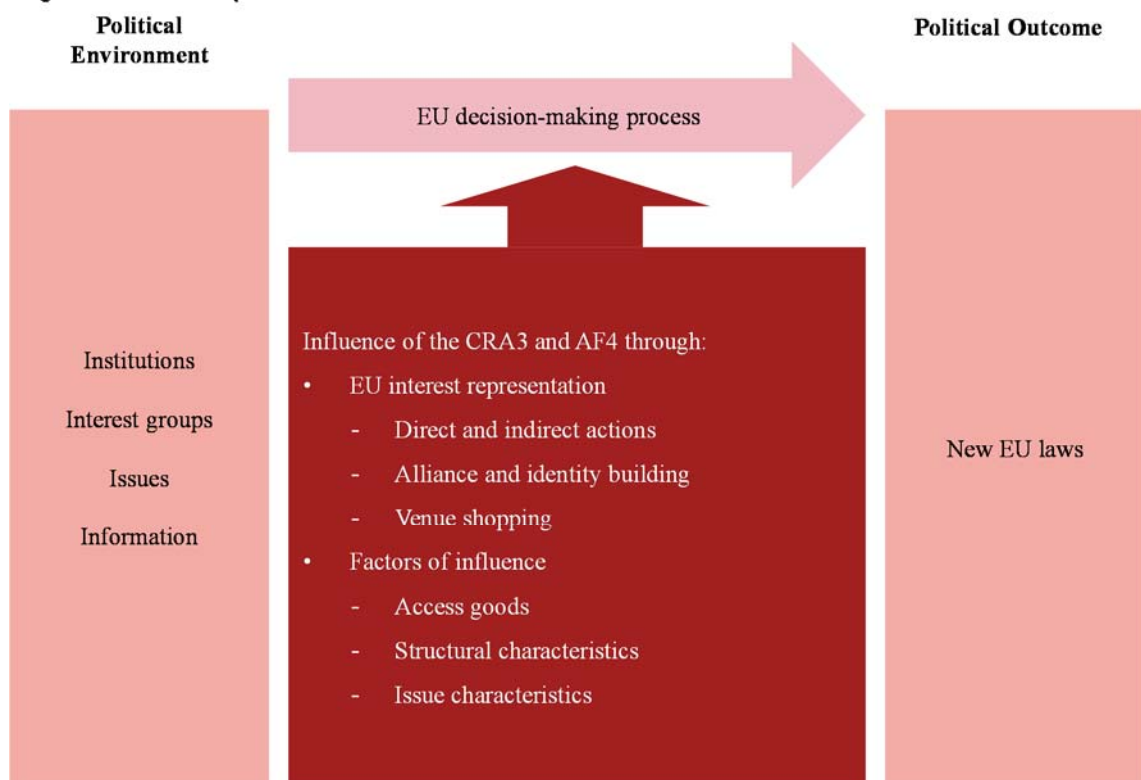 Political
Environment
Political Outcome
EU decision-making process
Institutions
Interest groups
Issues
Information
Influence of the CRA3 and AF4 through:
• EU interest representation
- Direct and indirect actions
- Alliance and identity building
- Venue shopping
• Factors of influence
- Access goods
- Structural characteristics
- Issue characteristics
New EU laws